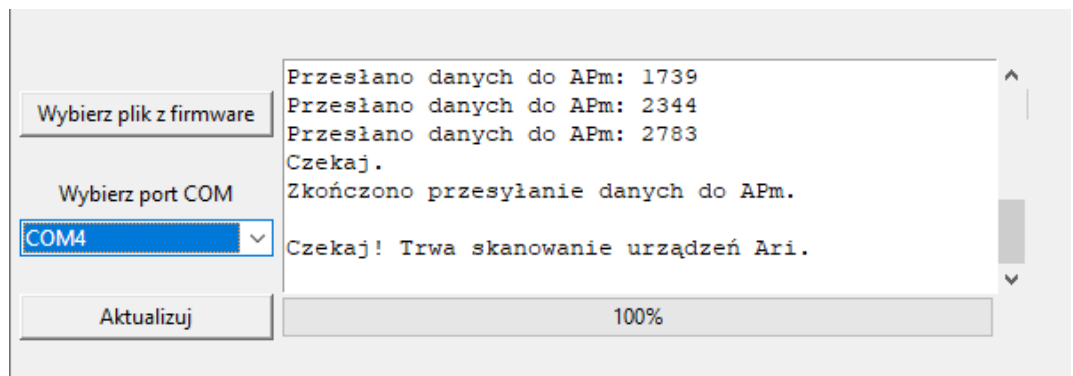 Przesłano danych do APm: 1739
Przesłano danych do APm: 2344
Przesłano danych do APm: 2783
Czekaj.
Zkończono przesyłanie danych do APm.
Czekaj! Trwa skanowanie urządzeń Ari.
Wybierz plik z firmware
Wybierz port COM
COM4
Aktualizuj
100%